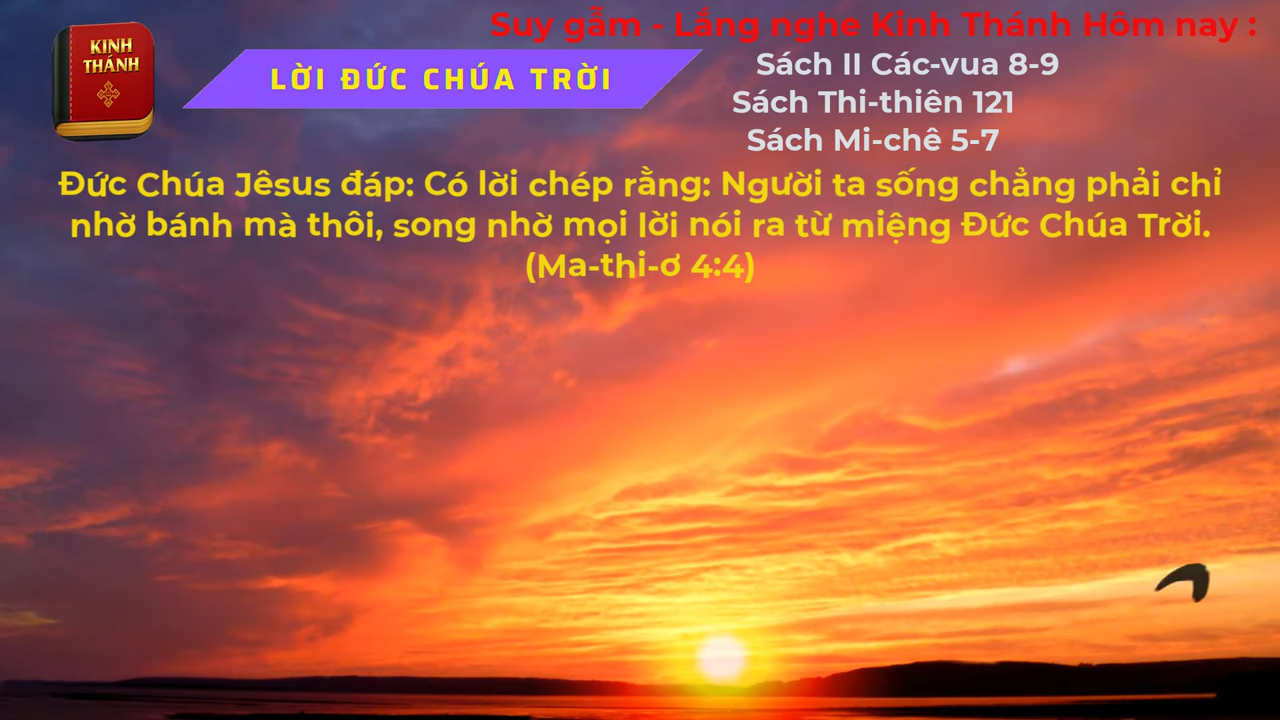 Suy gẫm - Lắng nghe Kinh Thánh Hôm nay :
KINH
THÁNH
LỜI ĐỨC CHÚA TRỜI
Sách II Các-vua 8-9
Sách Thi-thiên 121
Sách Mi-chê 5-7
Đức Chúa Jêsus đáp: Có lời chép rằng: Người ta sống chẳng phải chỉ
nhờ bánh mà thôi, song nhờ mọi lời nói ra từ miệng Đức Chúa Trời.
(Ma-thi-ơ 4:4)